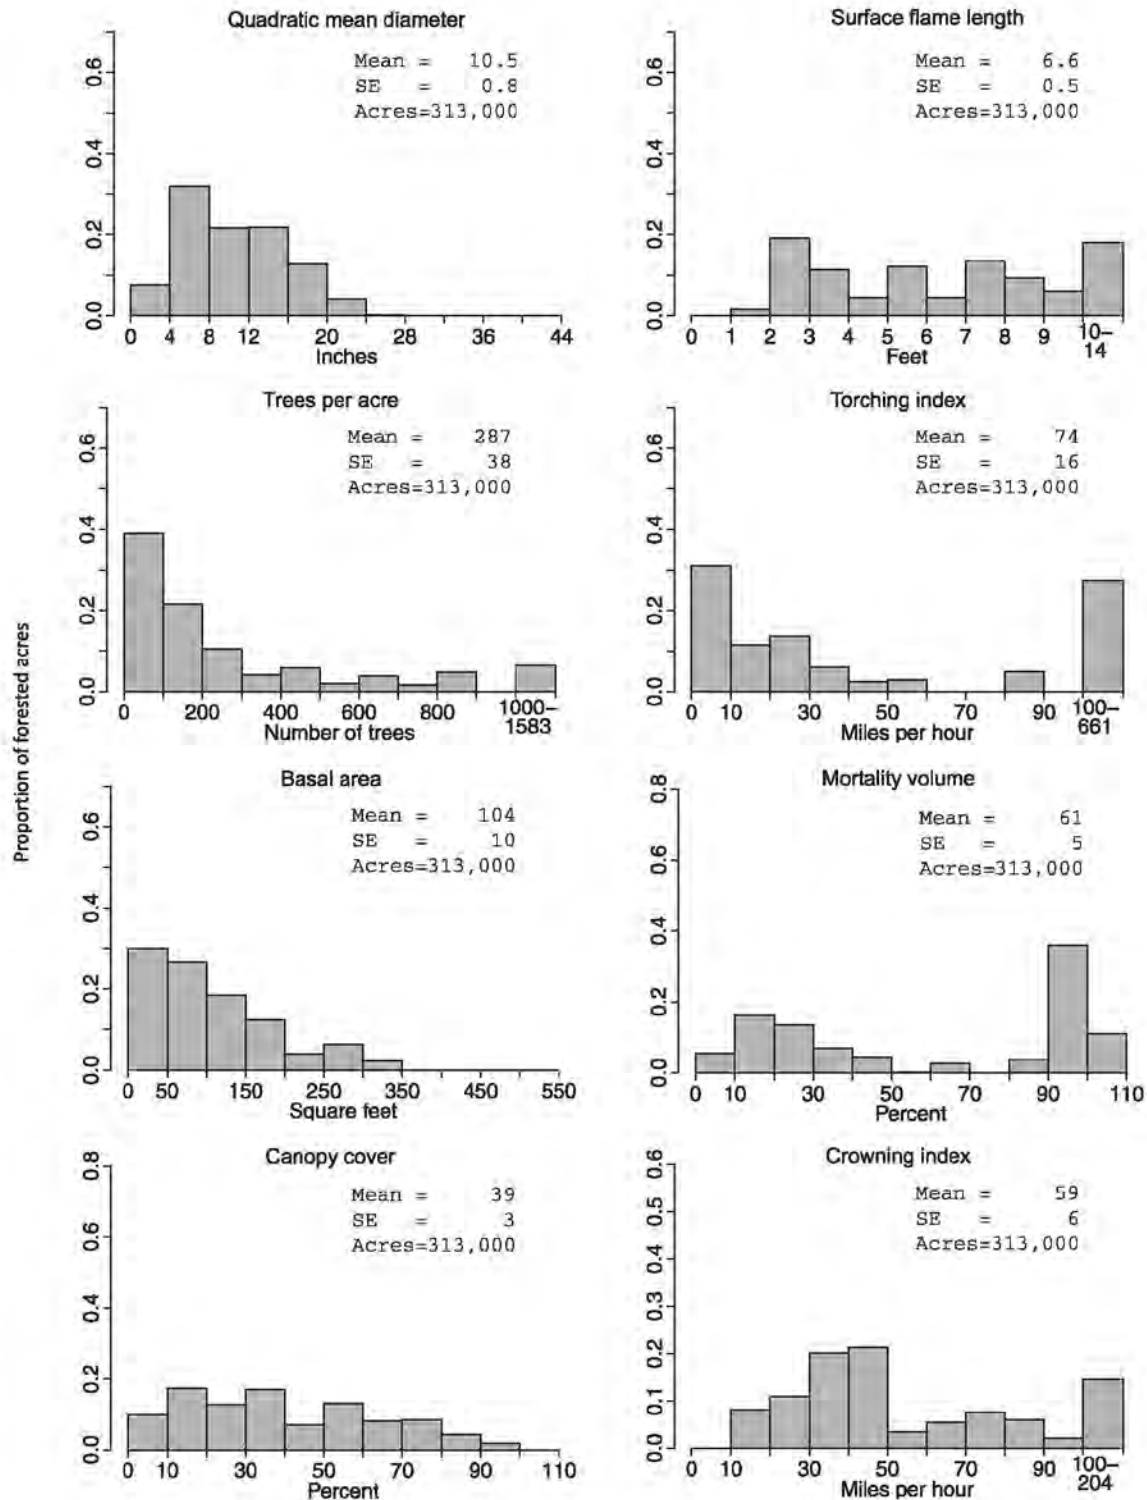 Proportion of forested acres
Quadratic mean diameter
Mean = 10.5
SE = 0.8
Acres=313,000
0.0 0.2 0.4 0.6
0 4 8 12 20 28 36 44
Inches
Surface flame length
Mean = 6.6
SE = 0.5
Acres=313,000
0.0 0.2 0.4 0.6
0 1 2 3 4 5 6 7 8 9 10–
14
Feet
Trees per acre
Mean = 287
SE = 38
Acres=313,000
0.0 0.2 0.4 0.6
0 200 400 600 800 1000–
1583
Number of trees
Torching index
Mean = 74
SE = 16
Acres=313,000
0.0 0.2 0.4 0.6
0 10 30 50 70 90 100–
661
Miles per hour
Basal area
Mean = 104
SE = 10
Acres=313,000
0.0 0.2 0.4 0.6
0 50 150 250 350 450 550
Square feet
Mortality volume
Mean = 61
SE = 5
Acres=313,000
0.0 0.2 0.4 0.6 0.8
0 10 30 50 70 90 110
Percent
Canopy cover
Mean = 39
SE = 3
Acres=313,000
0.0 0.2 0.4 0.6 0.8
0 10 30 50 70 90 110
Percent
Crowning index
Mean = 59
SE = 6
Acres=313,000
0.0 0.1 0.2 0.3 0.4 0.5 0.6
0 10 30 50 70 90 100–
204
Miles per hour